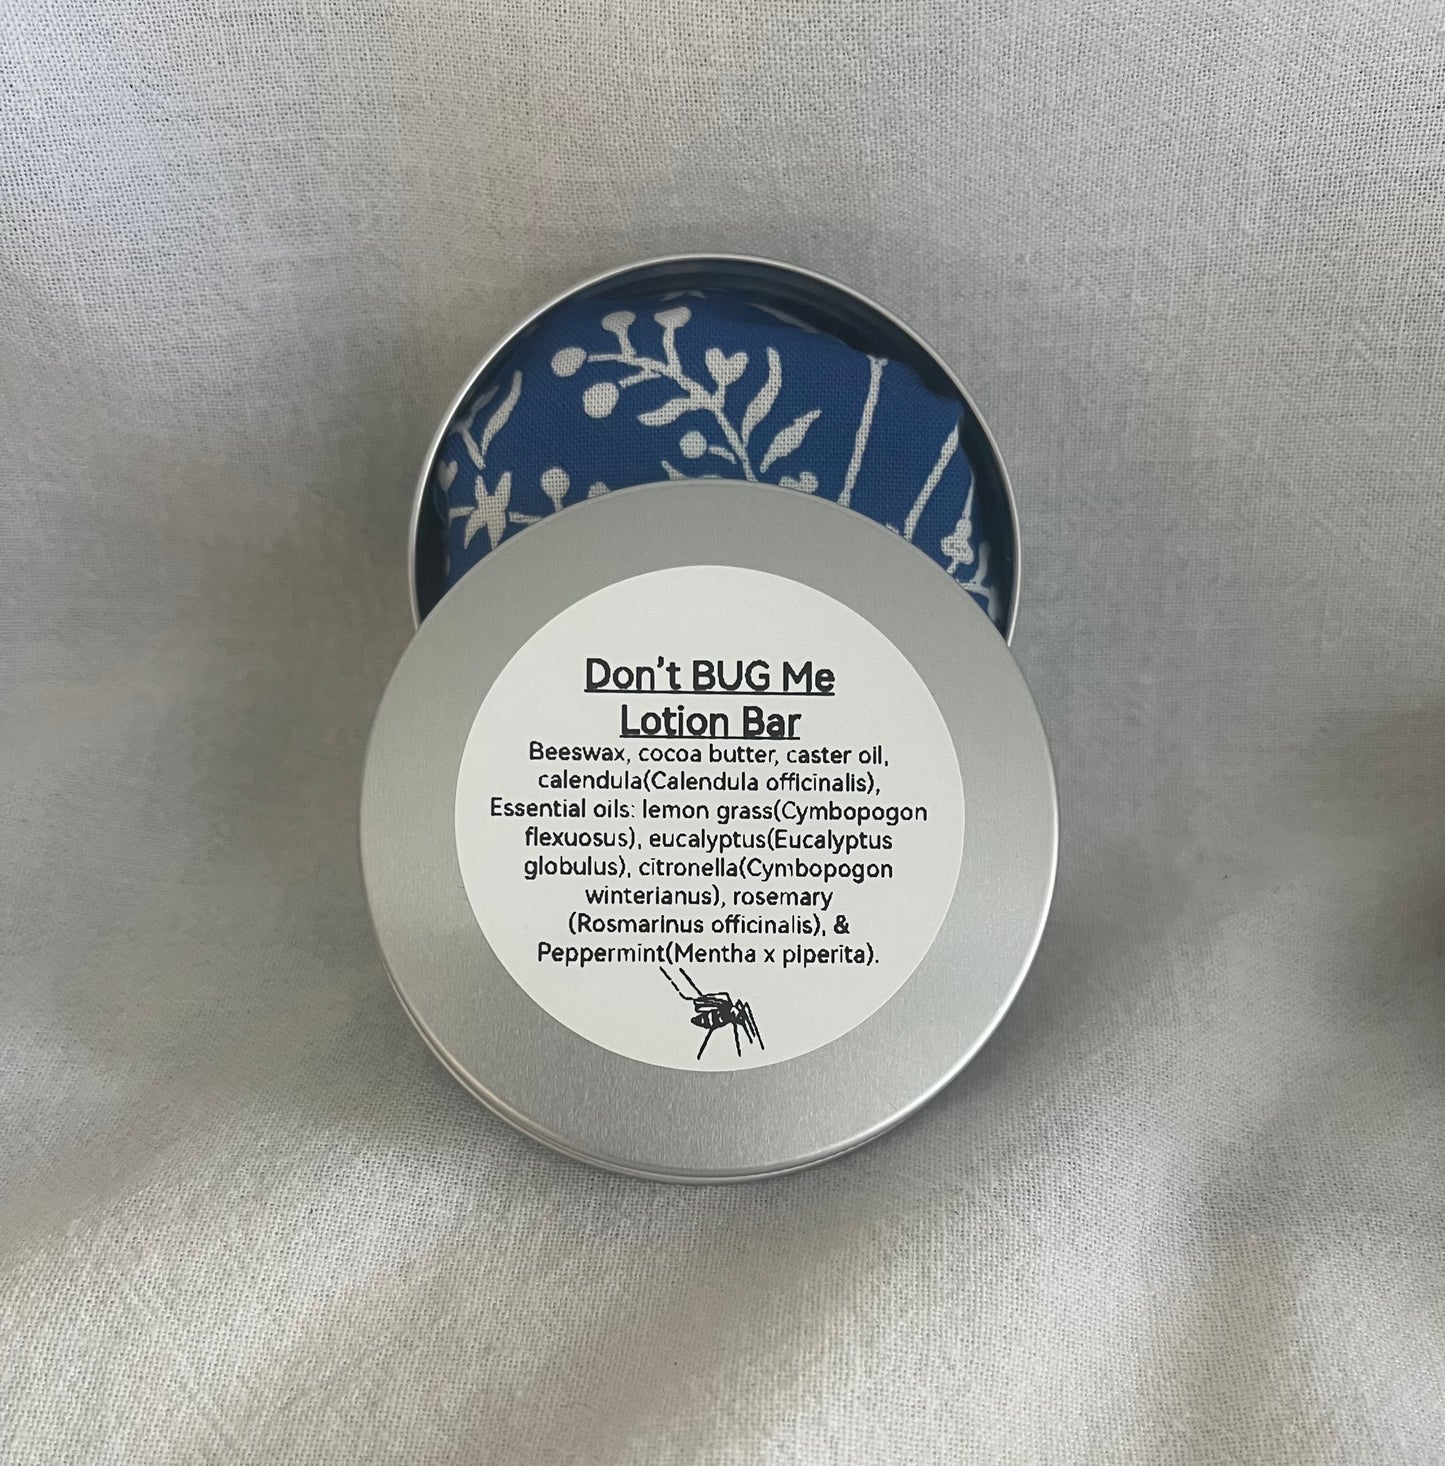 Don't BUG Me
Lotion Bar
Beeswax, cocoa butter, caster oil,
calendula(Calendula officinalis),
Essential oils: lemon grass(Cymbopogon
flexuosus), eucalyptus(Eucalyptus
globulus), citronella(Cymbopogon
winterianus), rosemary
(Rosmarinus officinalis), &
Peppermint(Mentha x piperita).